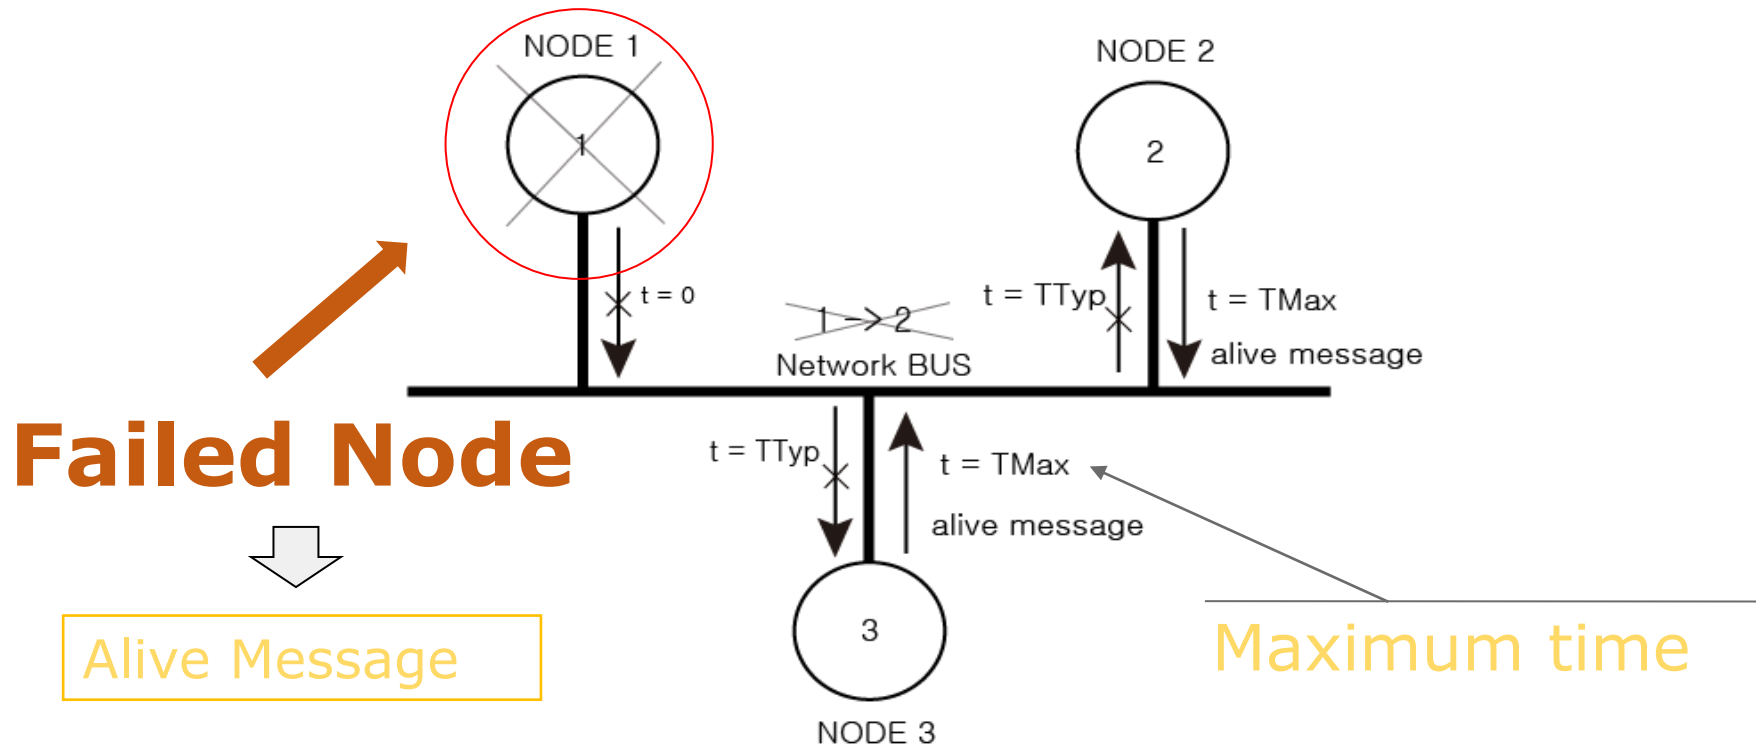 NODE 1
NODE 2
1
2
t = 0
t = TTyp
t = TMax
1 -> 2
alive message
Network BUS
Failed Node
t = TTyp
t = TMax
alive message
Alive Message
3
Maximum time
NODE 3